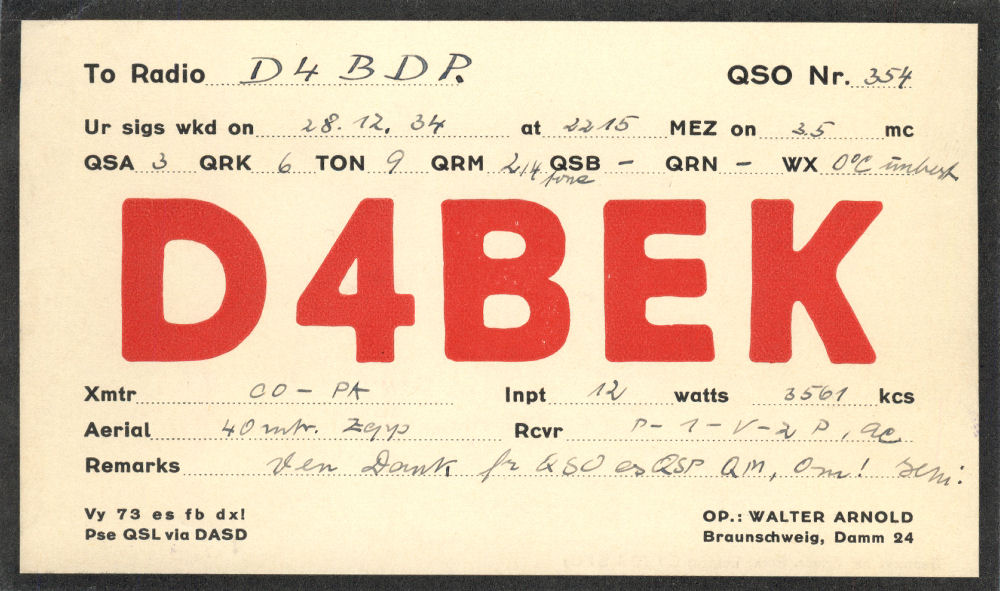 To Radio D4BDP. QSO Nr. 354
Ur sigs wkd on 28.12.34 at 2215 MEZ on 3.5 mc
QSA 3 QRK 6 TON 9 QRM QSB - QRN - WX 0°C
D4BEK
Xmtr CO-PA Inpt 12 watts 3561 kcs
Aerial 40 mtr. Zepp Rcvr 1-V-2
Remarks Dank, fr QSO es QSP QM, Om!
Vy 73 es fb dx!
Pse QSL via DASD
OP.: WALTER ARNOLD
Braunschweig, Damm 24